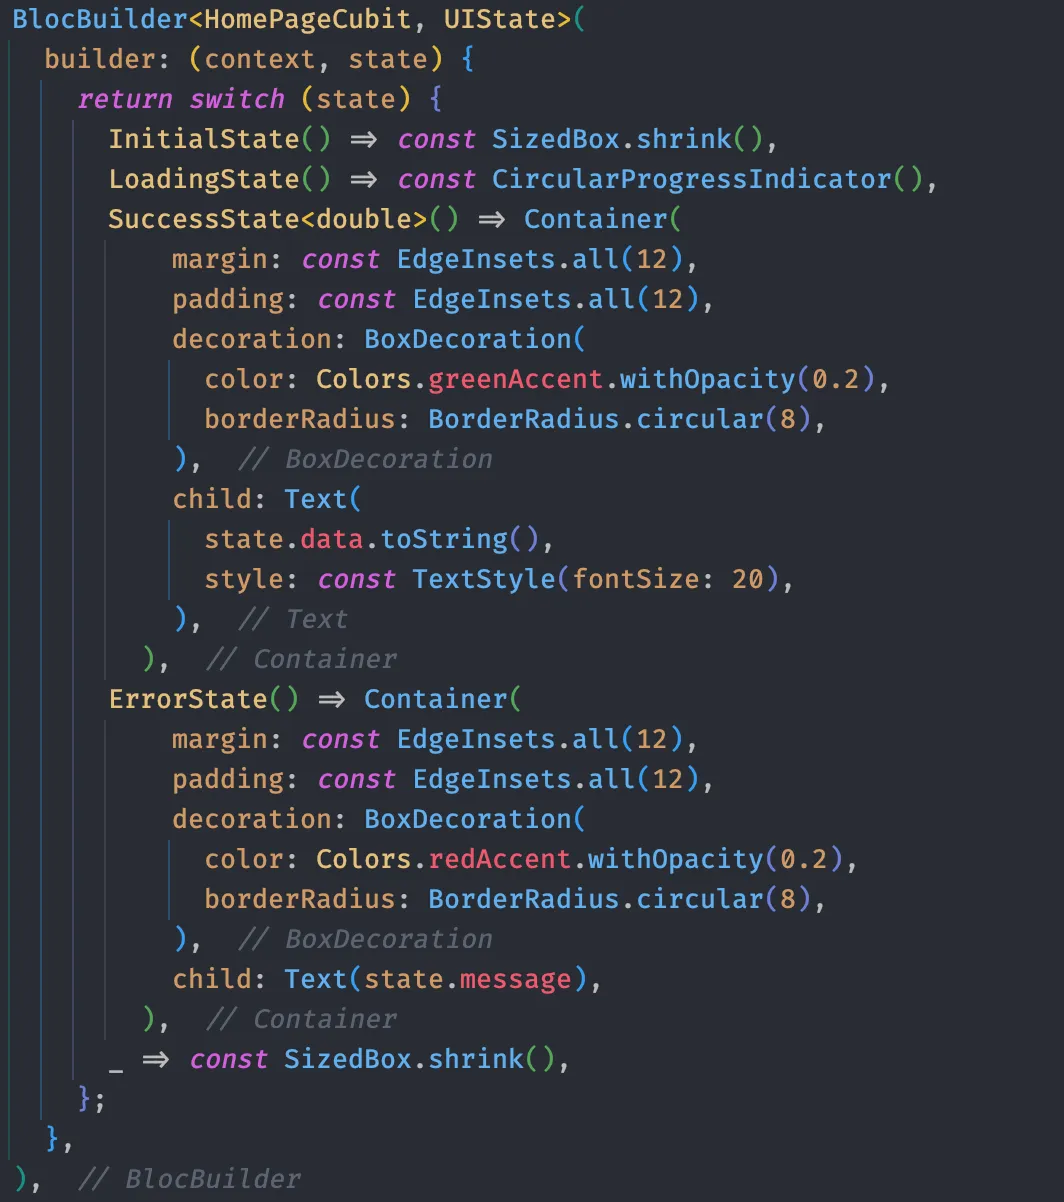 BlocBuilder<HomePageCubit, UIState>(
  builder: (context, state) {
    return switch (state) {
      InitialState() => const SizedBox.shrink(),
      LoadingState() => const CircularProgressIndicator(),
      SuccessState<double>() => Container(
          margin: const EdgeInsets.all(12),
          padding: const EdgeInsets.all(12),
          decoration: BoxDecoration(
            color: Colors.greenAccent.withOpacity(0.2),
            borderRadius: BorderRadius.circular(8),
          ),  // BoxDecoration
          child: Text(
            state.data.toString(),
            style: const TextStyle(fontSize: 20),
          ),  // Text
        ),  // Container
      ErrorState() => Container(
          margin: const EdgeInsets.all(12),
          padding: const EdgeInsets.all(12),
          decoration: BoxDecoration(
            color: Colors.redAccent.withOpacity(0.2),
            borderRadius: BorderRadius.circular(8),
          ),  // BoxDecoration
          child: Text(state.message),
        ),  // Container
      _ => const SizedBox.shrink(),
    };
  },
),  // BlocBuilder